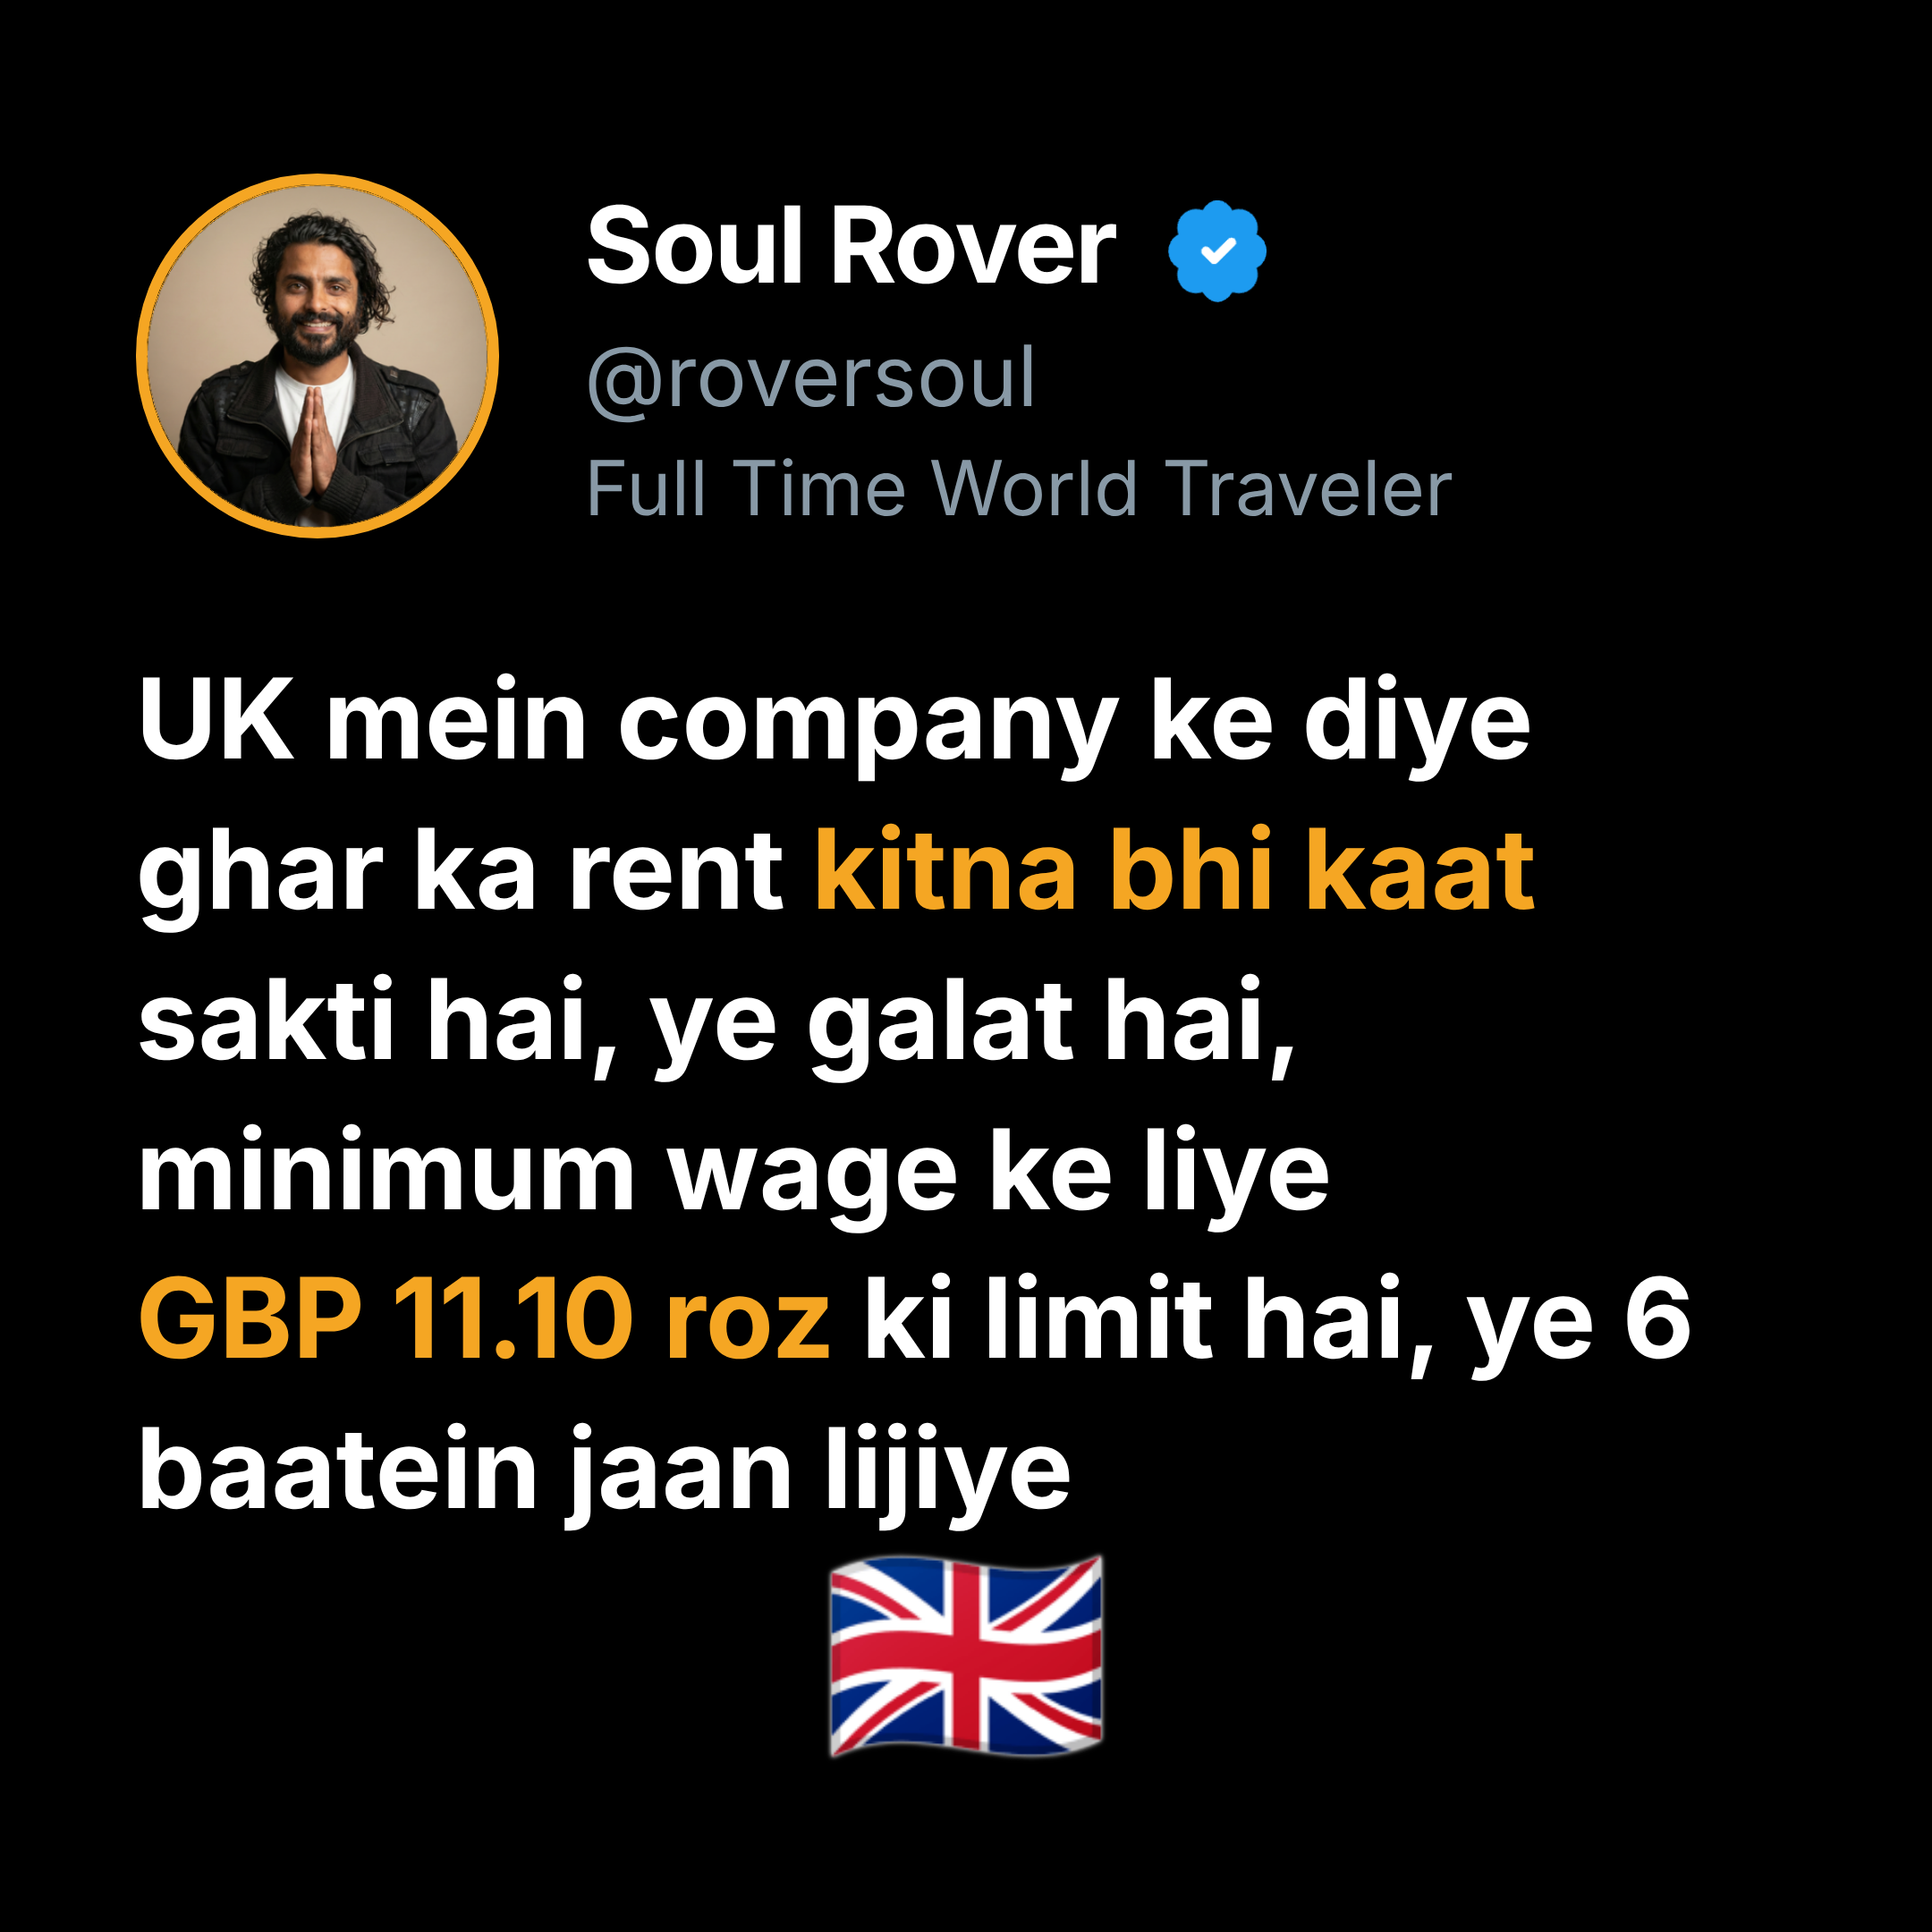 Soul Rover
@roversoul
Full Time World Traveler
UK mein company ke diye
ghar ka rent kitna bhi kaat
sakti hai, ye galat hai,
minimum wage ke liye
GBP 11.10 roz ki limit hai, ye 6
baatein jaan lijiye